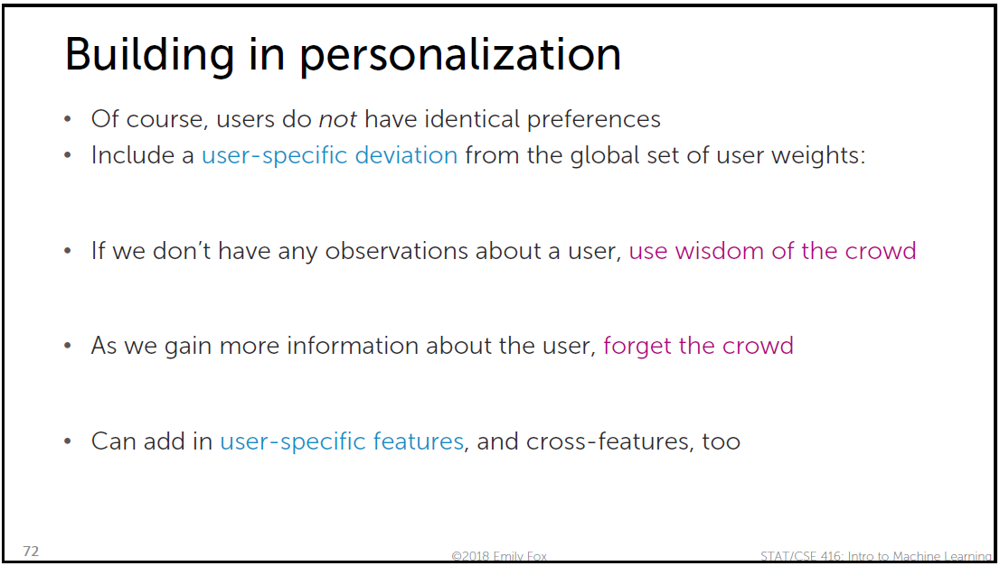 Building in personalization
• Of course, users do not have identical preferences
• Include a user-specific deviation from the global set of user weights:
• If we don’t have any observations about a user, use wisdom of the crowd
• As we gain more information about the user, forget the crowd
• Can add in user-specific features, and cross-features, too
72
©2018 Emily Fox
STAT/CSE 416: Intro to Machine Learning